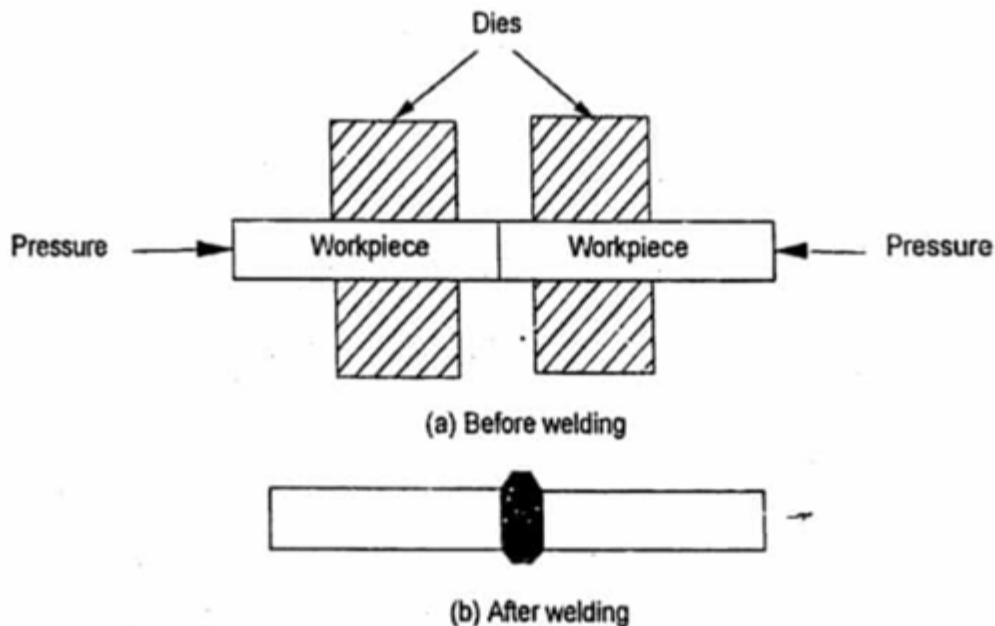 Dies
Pressure
Workpiece
Workpiece
Pressure
(a) Before welding
(b) After welding